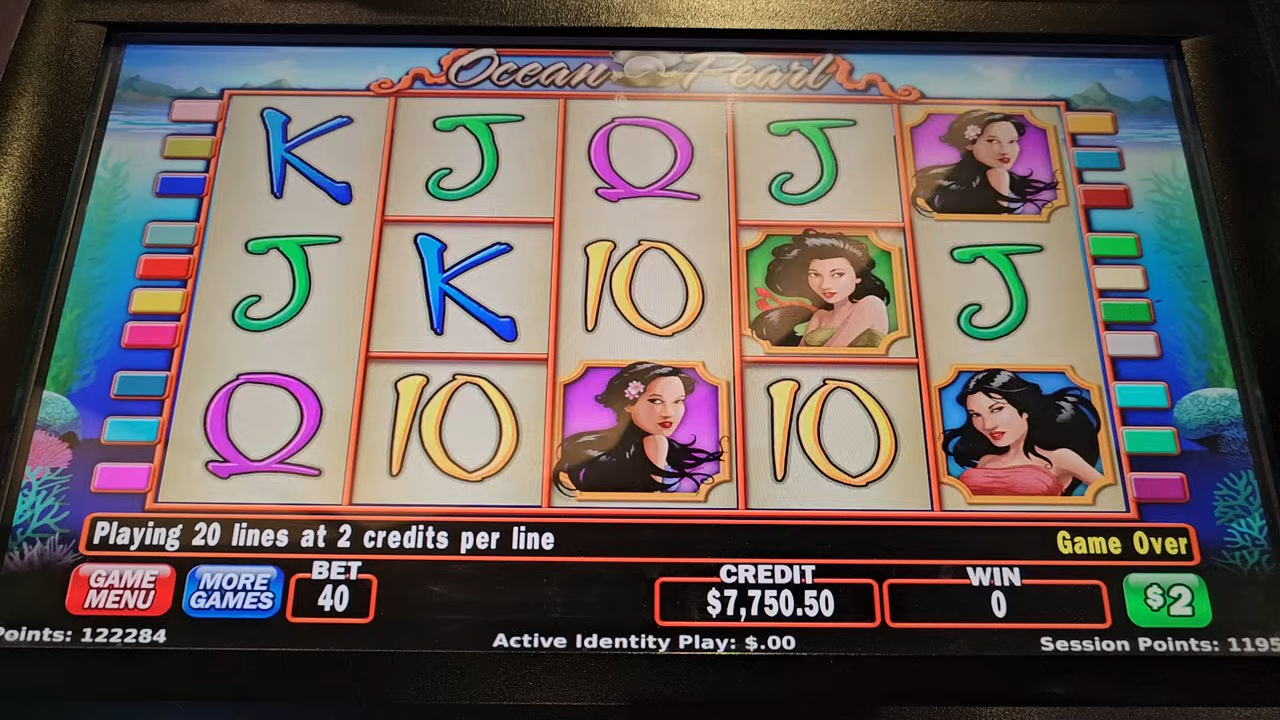 Ocean Pearl
K J Q J
J K 10 J
Q 10 10
Playing 20 lines at 2 credits per line
Game Over
GAME
MENU
MORE
GAMES
BET
40
CREDIT
$7,750.50
WIN
0
$2
Points: 122284
Active Identity Play: $.00
Session Points: 1195